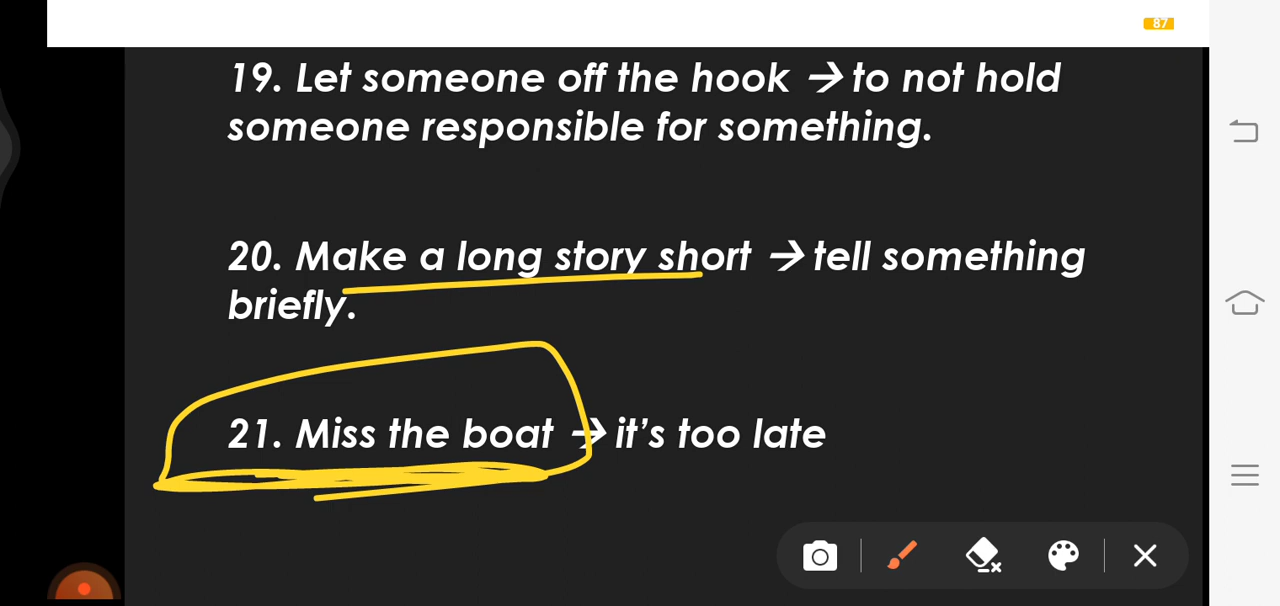 87
19. Let someone off the hook → to not hold
someone responsible for something.
20. Make a long story short → tell something
briefly.
21. Miss the boat → it's too late